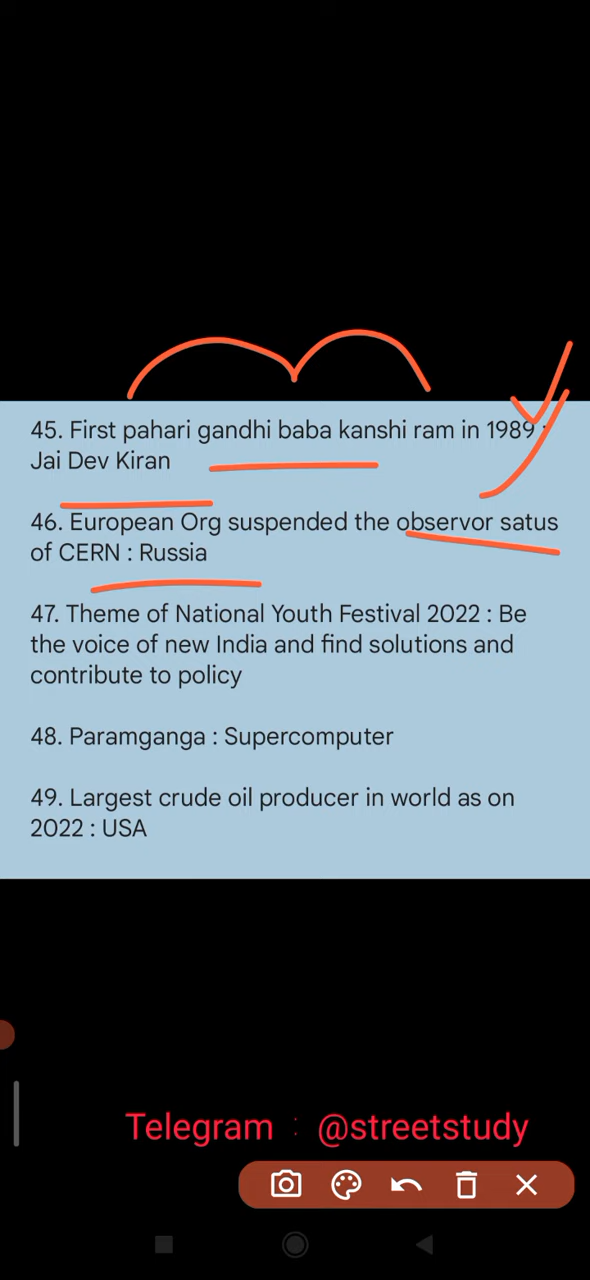 45. First pahari gandhi baba kanshi ram in 1989 :
Jai Dev Kiran
46. European Org suspended the observor satus
of CERN : Russia
47. Theme of National Youth Festival 2022 : Be
the voice of new India and find solutions and
contribute to policy
48. Paramganga : Supercomputer
49. Largest crude oil producer in world as on
2022 : USA
Telegram : @streetstudy